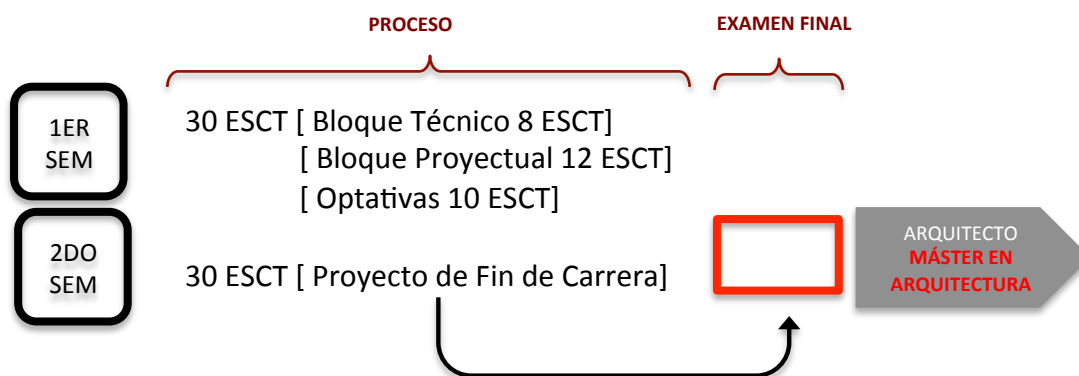 PROCESO
EXAMEN FINAL
1ER
SEM
30 ESCT [ Bloque Técnico 8 ESCT]
[ Bloque Proyectual 12 ESCT]
[ Optativas 10 ESCT]
2DO
SEM
30 ESCT [ Proyecto de Fin de Carrera]
ARQUITECTO
MÁSTER EN
ARQUITECTURA